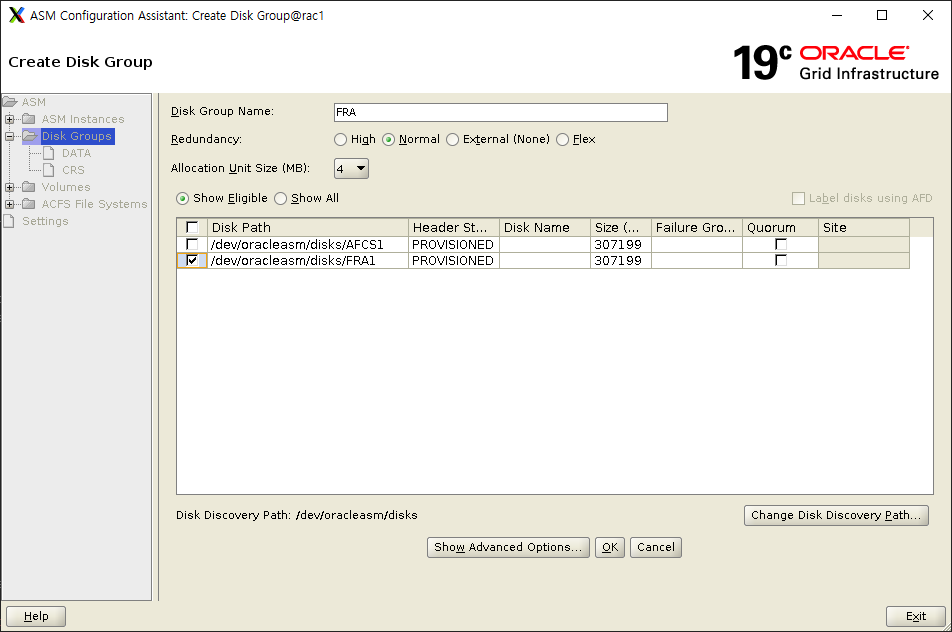 ASM Configuration Assistant: Create Disk Group@rac1
Create Disk Group
19c ORACLE Grid Infrastructure
ASM
ASM Instances
Disk Groups
DATA
CRS
Volumes
ACFS File Systems
Settings
Disk Group Name: FRA
Redundancy: High Normal External (None) Flex
Allocation Unit Size (MB): 4
Show Eligible Show All Label disks using AFD
Disk Path Header St... Disk Name Size (... Failure Gro... Quorum Site
/dev/oracleasm/disks/AFCS1 PROVISIONED 307199
/dev/oracleasm/disks/FRA1 PROVISIONED 307199
Disk Discovery Path: /dev/oracleasm/disks Change Disk Discovery Path...
Show Advanced Options... OK Cancel
Help Exit